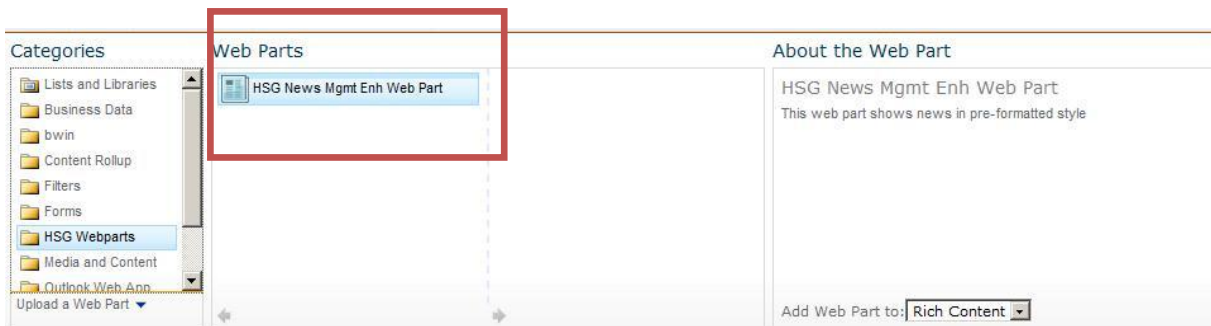 Categories
Lists and Libraries
Business Data
bwin
Content Rollup
Filters
Forms
HSG Webparts
Media and Content
Outlook Web App
Upload a Web Part
Web Parts
HSG News Mgmt Enh Web Part
About the Web Part
HSG News Mgmt Enh Web Part
This web part shows news in pre-formatted style
Add Web Part to: Rich Content